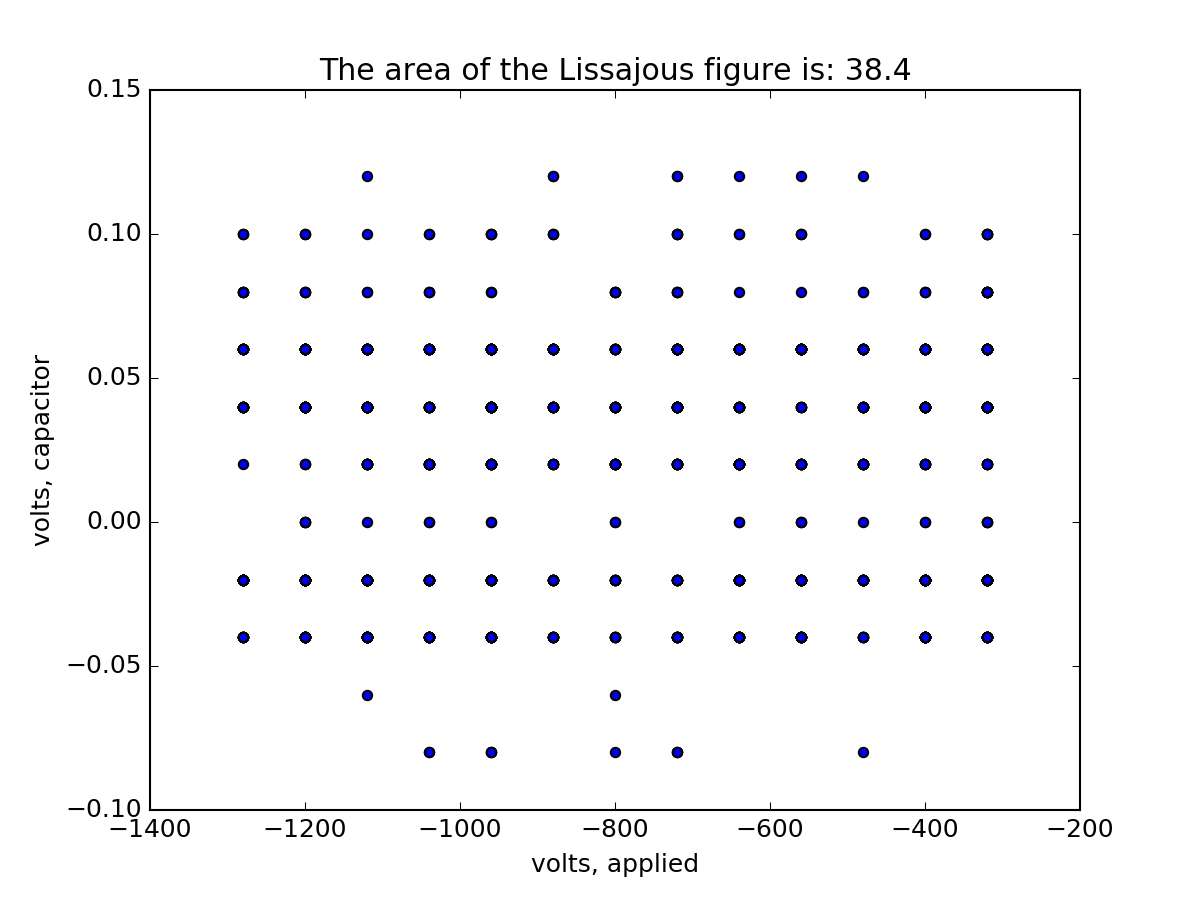 The area of the Lissajous figure is: 38.4
0.15
0.10
0.05
0.00
−0.05
−0.10
volts, capacitor
−1400 −1200 −1000 −800 −600 −400 −200
volts, applied